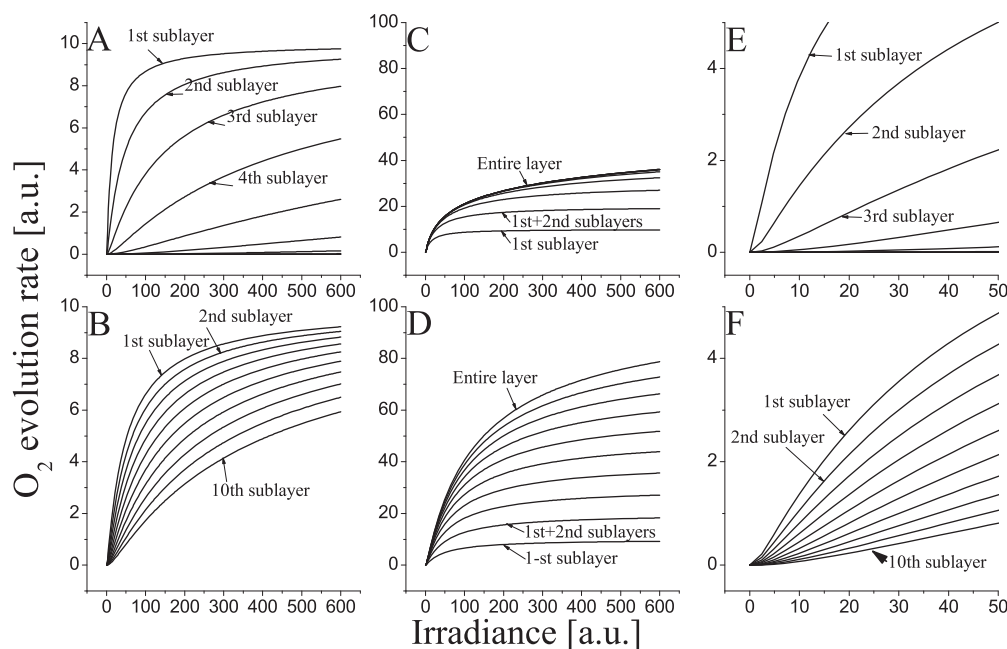 O2 evolution rate [a.u.]
A
1st sublayer
2nd sublayer
3rd sublayer
4th sublayer
10
8
6
4
2
0
0 100 200 300 400 500 600
C
Entire layer
1st+2nd sublayers
1st sublayer
100
80
60
40
20
0
0 100 200 300 400 500 600
E
1st sublayer
2nd sublayer
3rd sublayer
4
2
0
0 10 20 30 40 50
B
2nd sublayer
1st sublayer
10th sublayer
10
8
6
4
2
0
0 100 200 300 400 500 600
D
Entire layer
1st+2nd sublayers
1-st sublayer
100
80
60
40
20
0
0 100 200 300 400 500 600
F
1st sublayer
2nd sublayer
10th sublayer
4
2
0
0 10 20 30 40 50
Irradiance [a.u.]